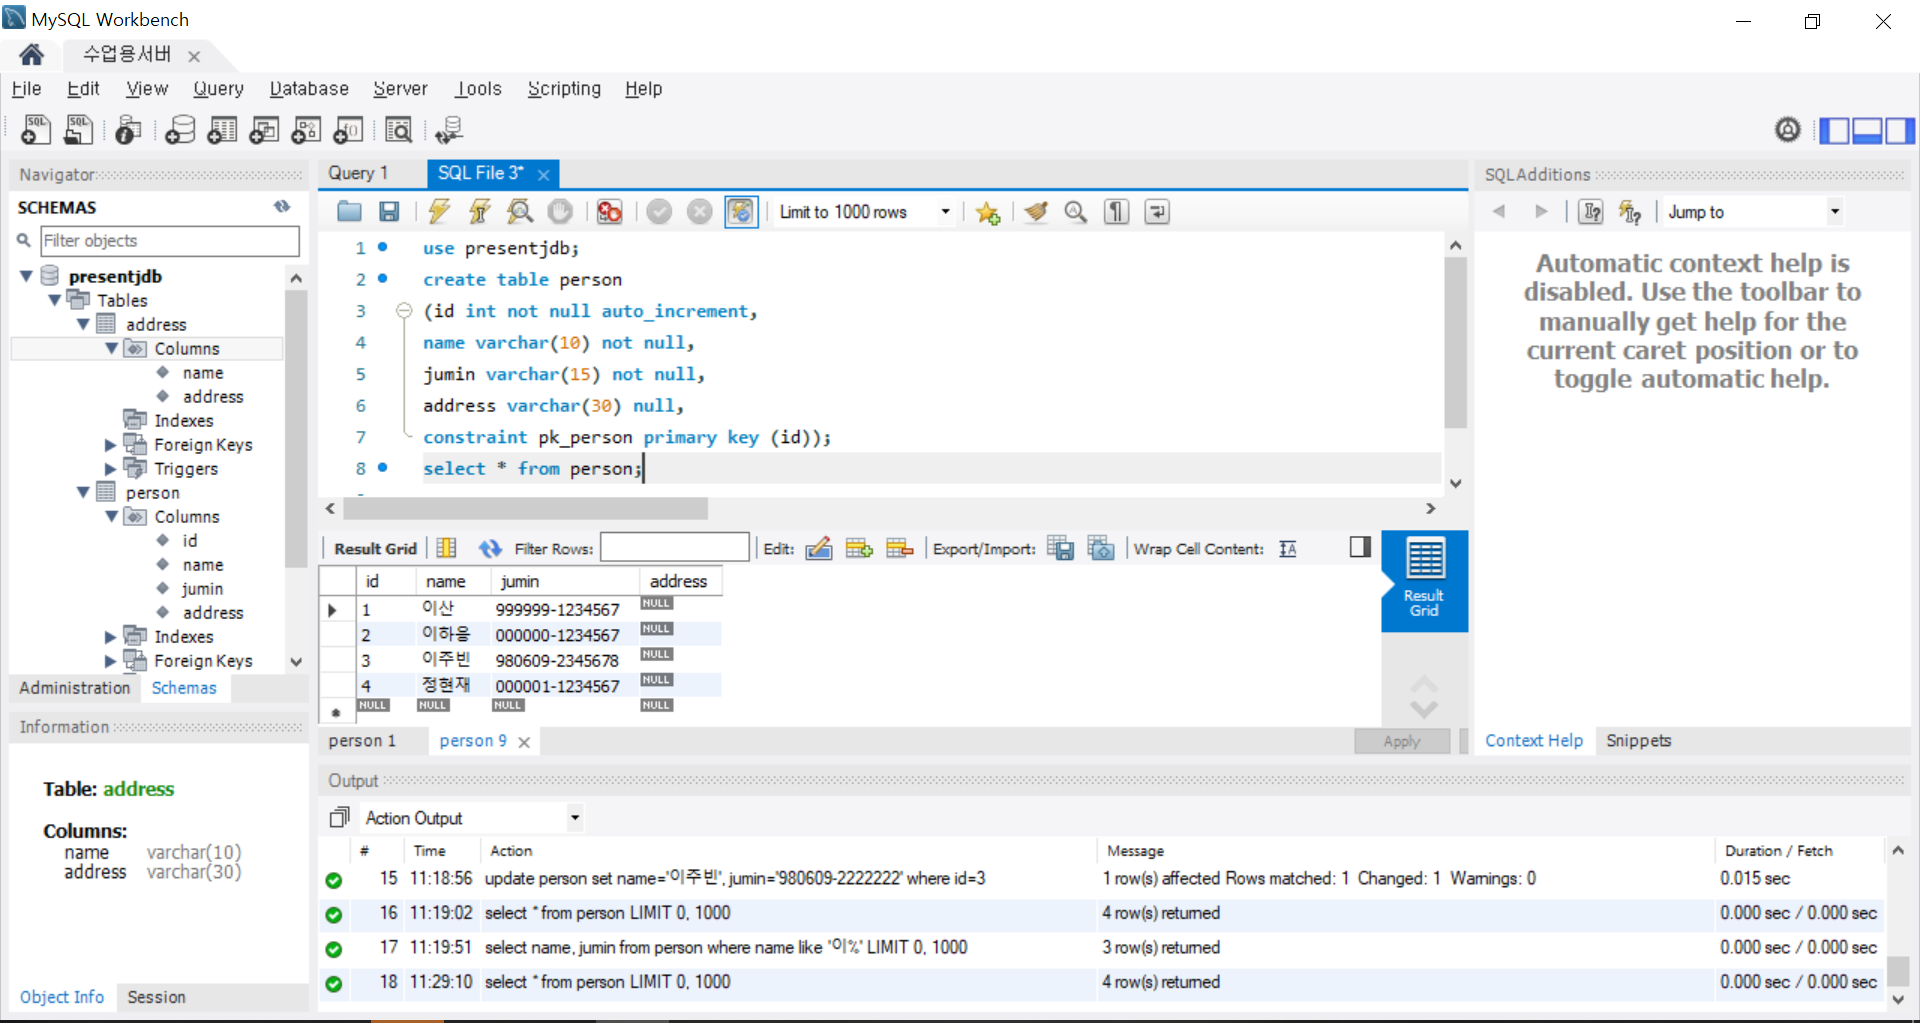 MySQL Workbench
수업용서버
File Edit View Query Database Server Tools Scripting Help
Navigator
SCHEMAS
Filter objects
presentjdb
Tables
address
Columns
name
address
Indexes
Foreign Keys
Triggers
person
Columns
id
name
jumin
address
Indexes
Foreign Keys
Administration Schemas
Information
Table: address
Columns:
name varchar(10)
address varchar(30)
Object Info Session
Query 1 SQL File 3*
Limit to 1000 rows
1 use presentjdb;
2 create table person
3 (id int not null auto_increment,
4 name varchar(10) not null,
5 jumin varchar(15) not null,
6 address varchar(30) null,
7 constraint pk_person primary key (id));
8 select * from person;
Result Grid Filter Rows: Edit: Export/Import: Wrap Cell Content:
id name jumin address
1 이산 999999-1234567 NULL
2 이하응 000000-1234567 NULL
3 이주빈 980609-2345678 NULL
4 정현재 000001-1234567 NULL
NULL NULL NULL NULL
Result
Grid
person 1 person 9
Apply
SQLAdditions
Jump to
Automatic context help is
disabled. Use the toolbar to
manually get help for the
current caret position or to
toggle automatic help.
Context Help Snippets
Output
Action Output
# Time Action Message Duration / Fetch
15 11:18:56 update person set name='이주빈', jumin='980609-2222222' where id=3 1 row(s) affected Rows matched: 1 Changed: 1 Warnings: 0 0.015 sec
16 11:19:02 select * from person LIMIT 0, 1000 4 row(s) returned 0.000 sec / 0.000 sec
17 11:19:51 select name, jumin from person where name like '이%' LIMIT 0, 1000 3 row(s) returned 0.000 sec / 0.000 sec
18 11:29:10 select * from person LIMIT 0, 1000 4 row(s) returned 0.000 sec / 0.000 sec